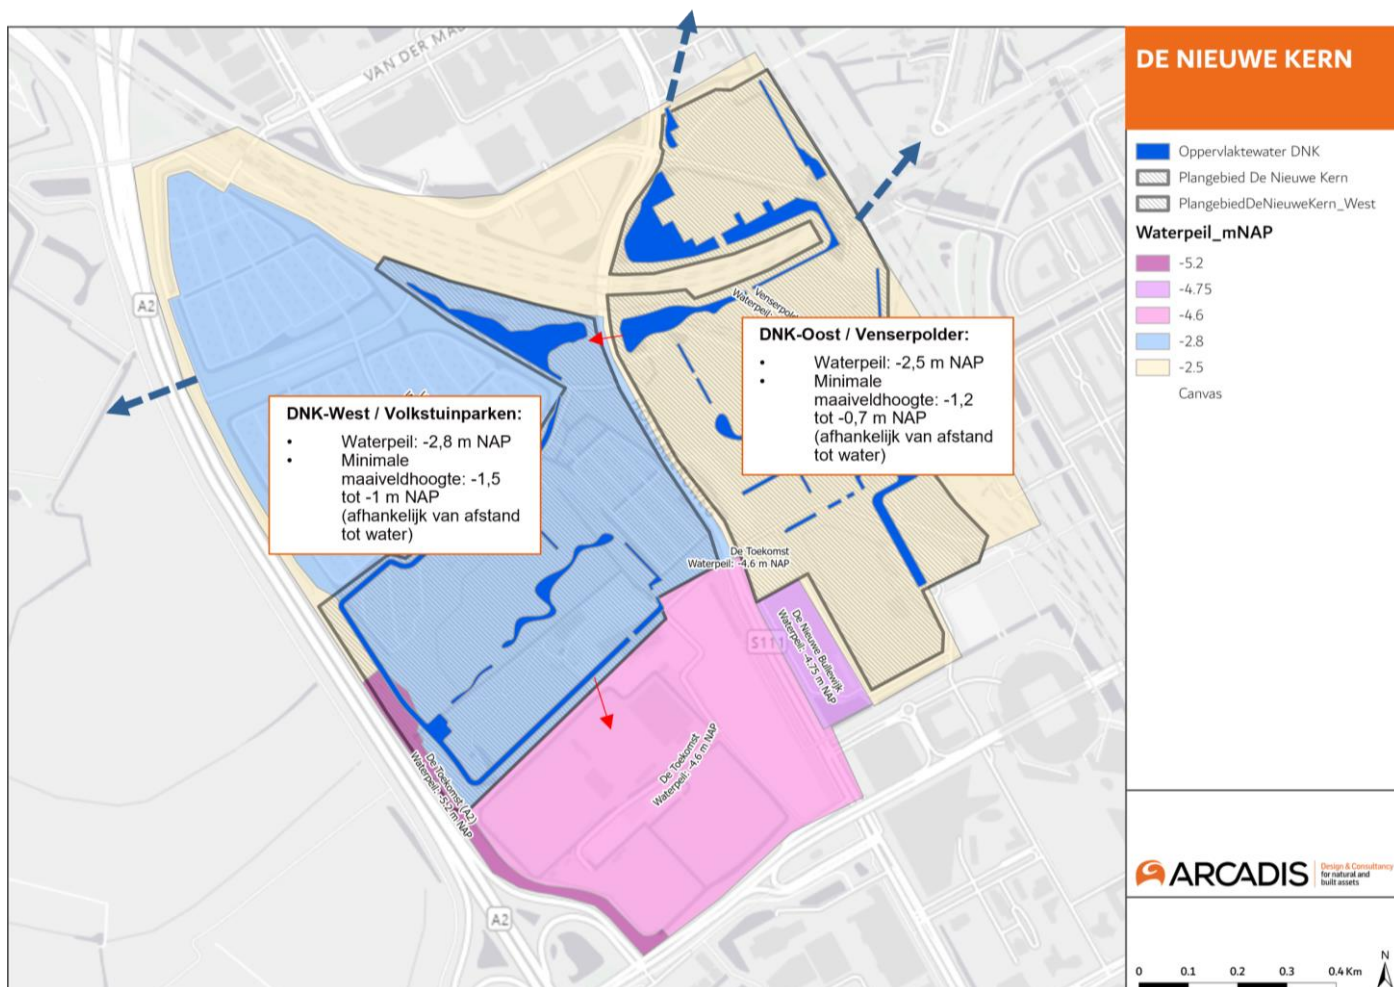 DE NIEUWE KERN
Oppervlaktewater DNK
Plangebied De Nieuwe Kern
PlangebiedDeNieuweKern_West
Waterpeil_mNAP
-5.2
-4.75
-4.6
-2.8
-2.5
Canvas
VAN DER MA
A2
DNK-West / Volkstuinparken:
• Waterpeil: -2,8 m NAP
• Minimale
maaiveldhoogte: -1,5
tot -1 m NAP
(afhankelijk van afstand
tot water)
DNK-Oost / Venserpolder:
• Waterpeil: -2,5 m NAP
• Minimale
maaiveldhoogte: -1,2
tot -0,7 m NAP
(afhankelijk van afstand
tot water)
De Toekomst
Waterpeil: -4.6 m NAP
De Nieuwe Bullewijk
Waterpeil: -4.75 m NAP
S111
De Toekomst
Waterpeil: -4.6 m NAP
De Toekomst (A2)
Waterpeil: -5.2 m NAP
A2
ARCADIS
Design & Consultancy
for natural and
built assets
N
0 0.1 0.2 0.3 0.4 Km